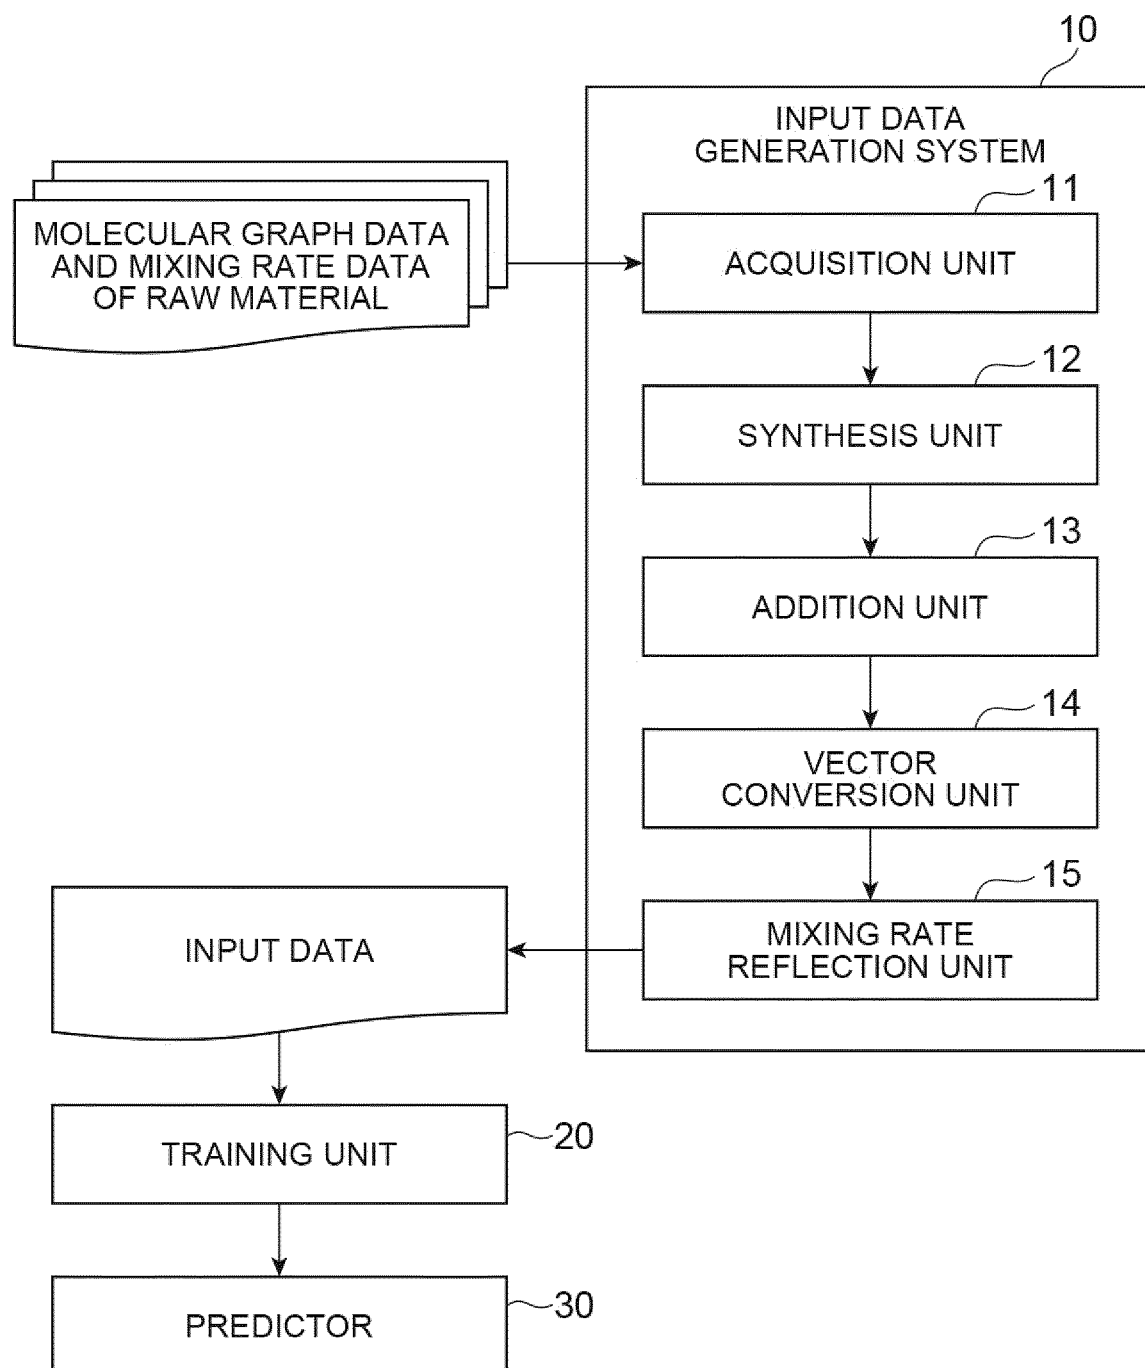 10
INPUT DATA
GENERATION SYSTEM
MOLECULAR GRAPH DATA
AND MIXING RATE DATA
OF RAW MATERIAL
11
ACQUISITION UNIT
12
SYNTHESIS UNIT
13
ADDITION UNIT
14
VECTOR
CONVERSION UNIT
15
MIXING RATE
REFLECTION UNIT
INPUT DATA
TRAINING UNIT
20
PREDICTOR
30